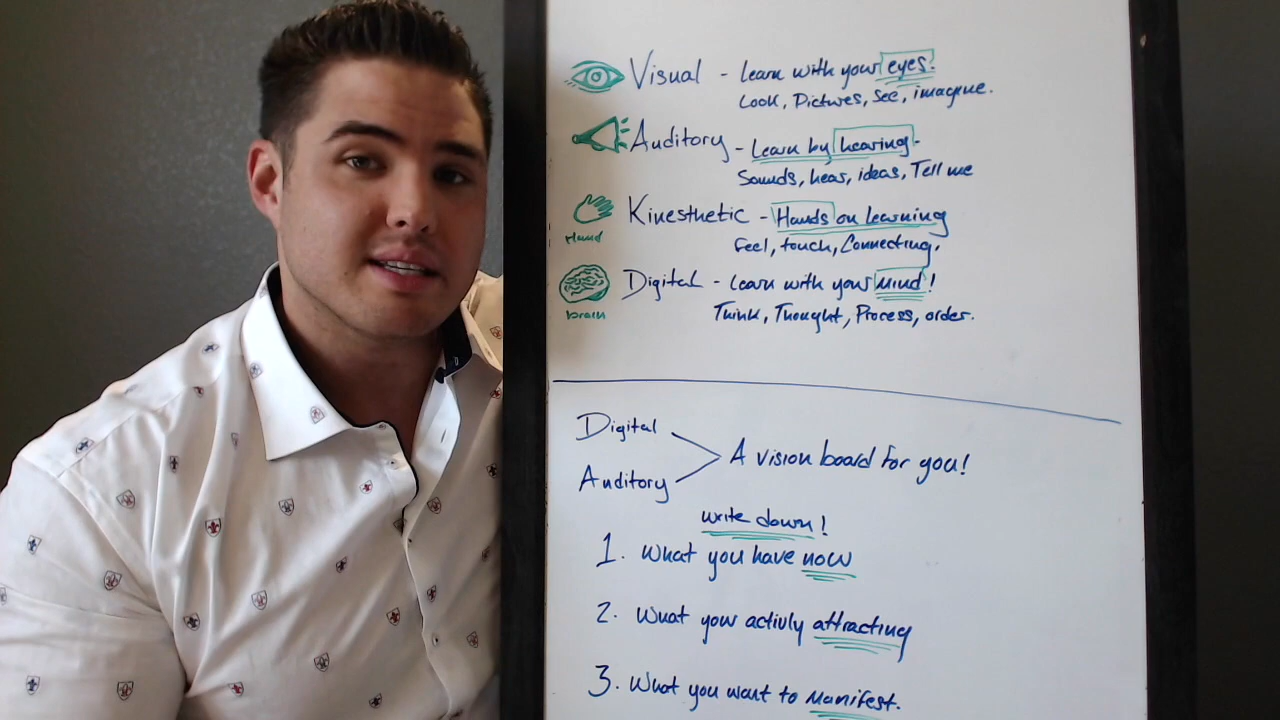 Visual - Learn with your eyes.
Look, Pictures, See, imagine.
Auditory - Learn by hearing.
Sounds, hear, ideas, Tell me
Kinesthetic - Hands on learning
Hand
Feel, touch, Connecting.
Digital - Learn with your mind!
brain
Think, Thought, Process, order.
Digital
A vision board for you!
Auditory
write down!
1. What you have now
2. What your activly attracting
3. What you want to manifest.